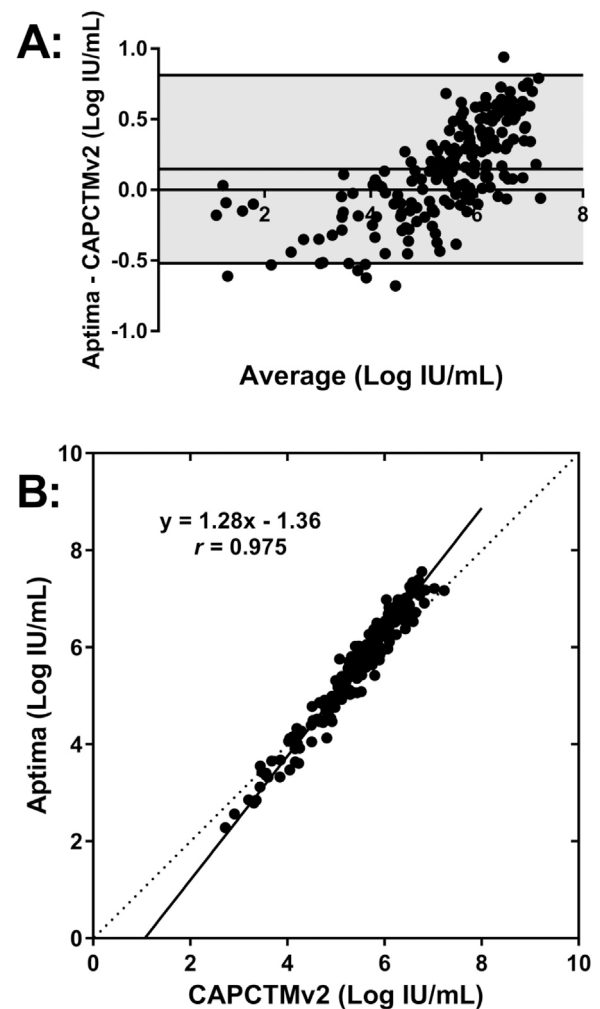 A:
Aptima - CAPCTMv2 (Log IU/mL)
1.0
0.5
0.0
-0.5
-1.0
2
4
6
8
Average (Log IU/mL)
B:
y = 1.28x - 1.36
r = 0.975
Aptima (Log IU/mL)
10
8
6
4
2
0
0
2
4
6
8
10
CAPCTMv2 (Log IU/mL)